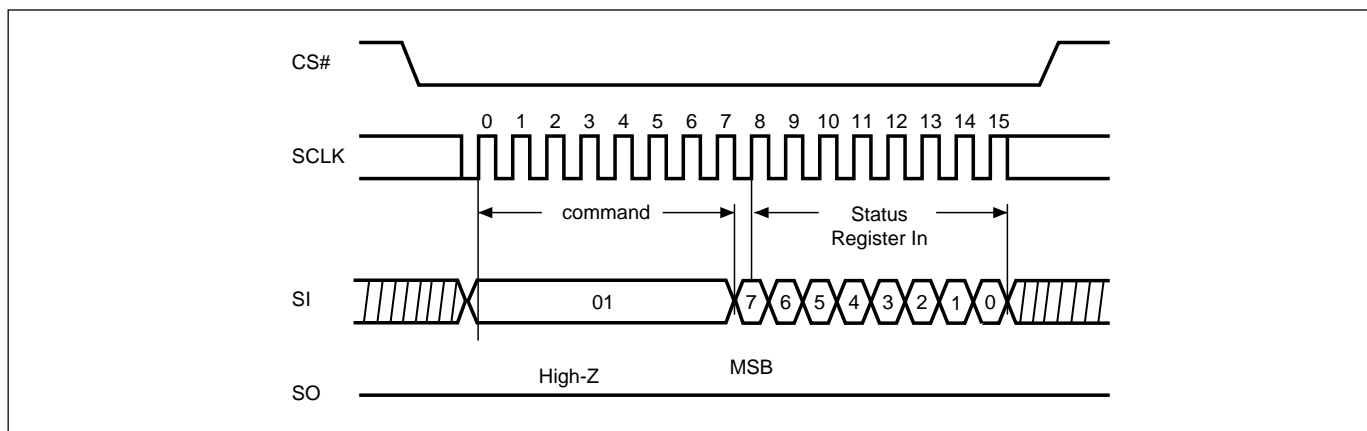 CS#
0 1 2 3 4 5 6 7 8 9 10 11 12 13 14 15
SCLK
command
Status
Register In
SI
01
7 6 5 4 3 2 1 0
MSB
High-Z
SO